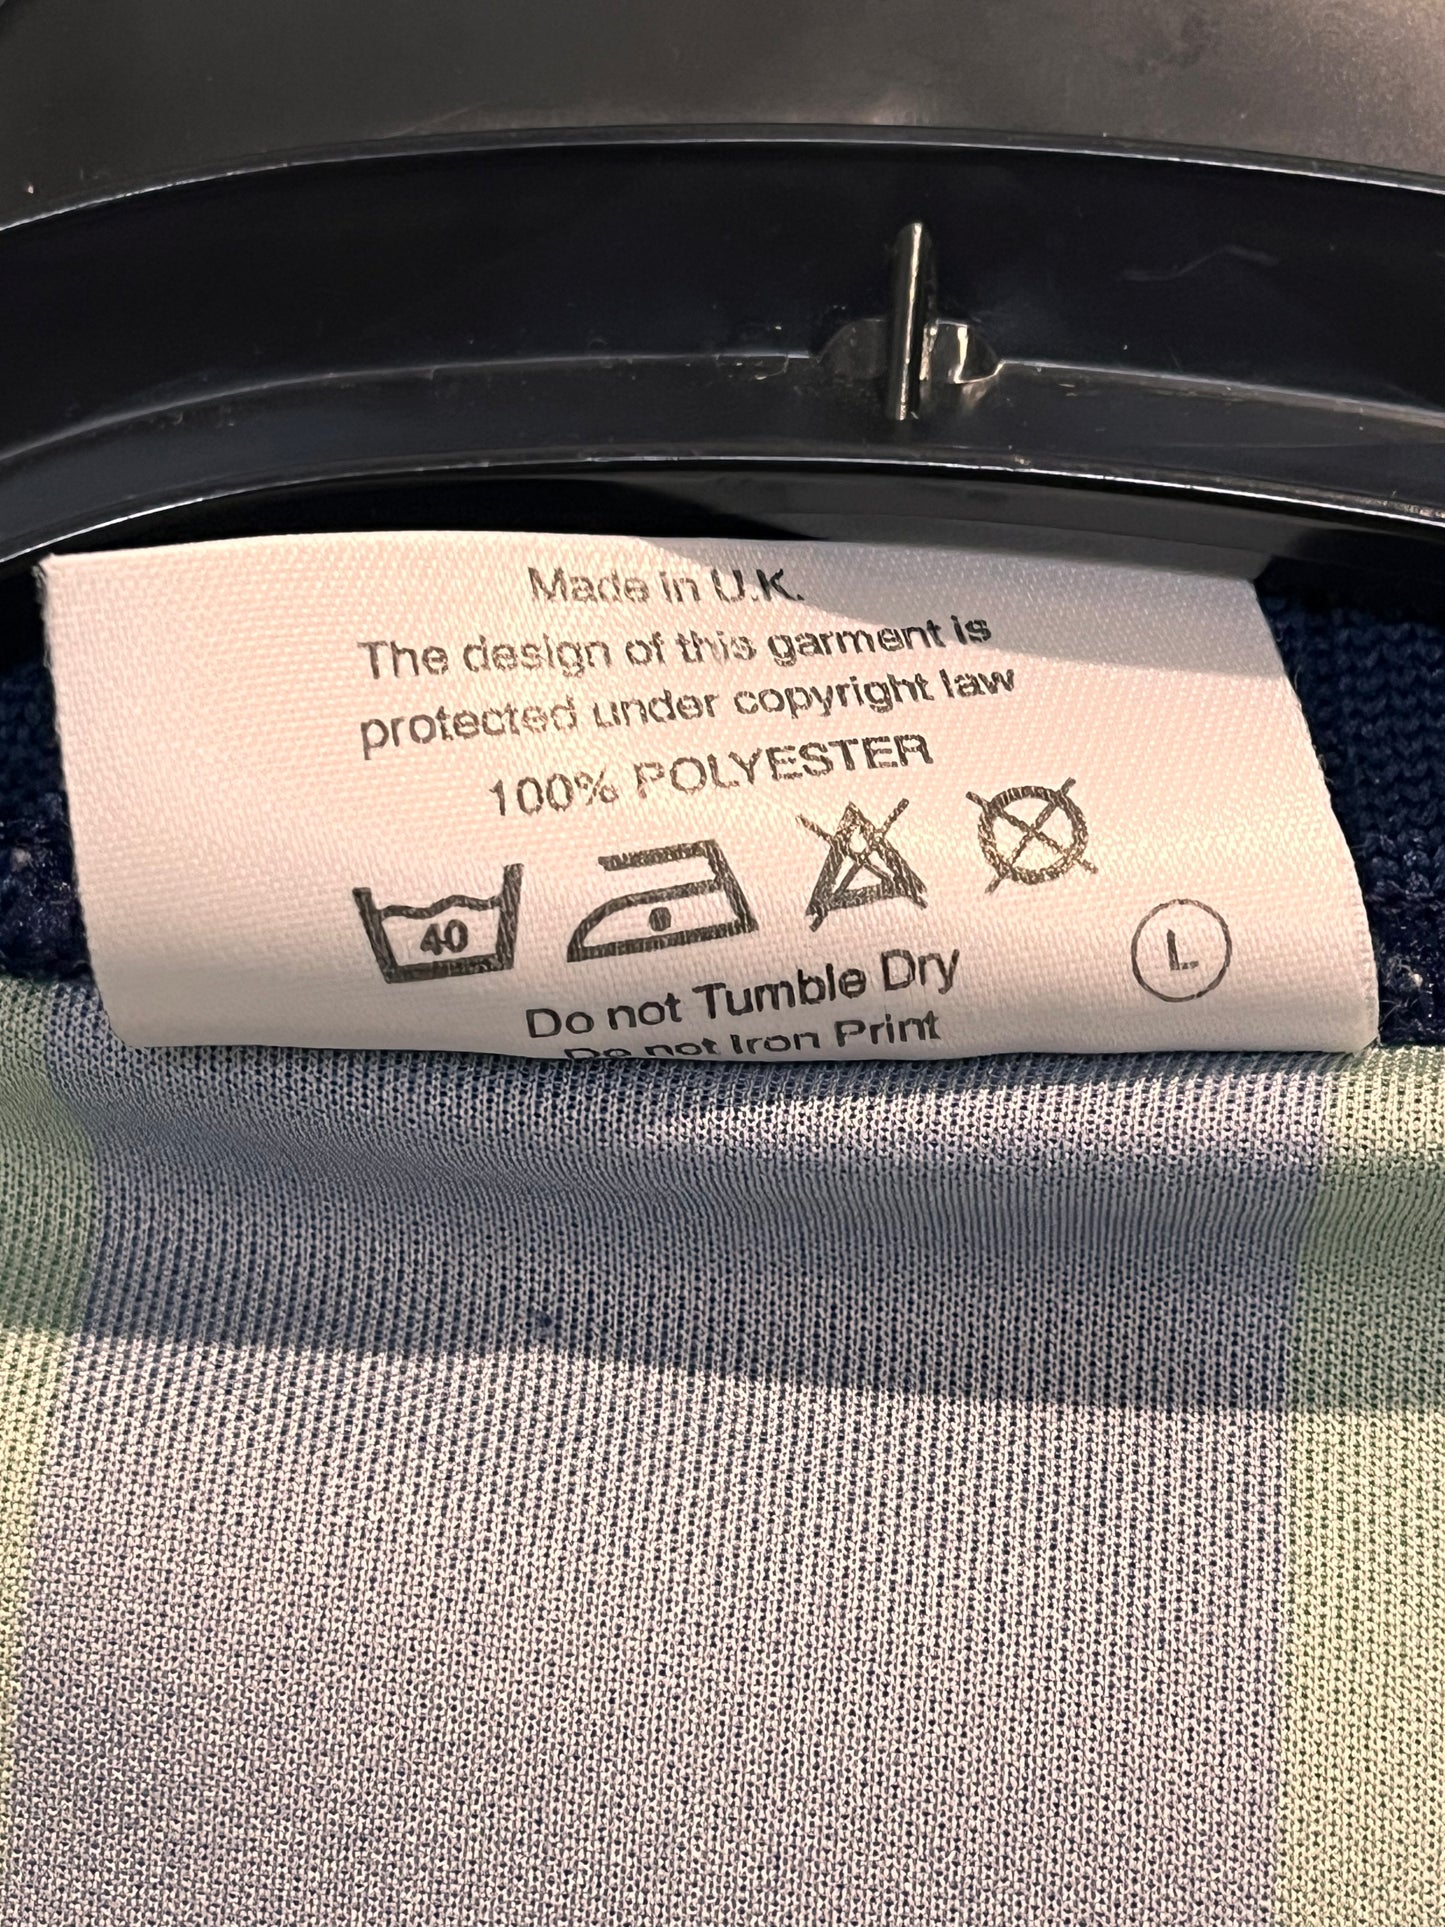 Made in U.K.
The design of this garment is
protected under copyright law
100% POLYESTER
40
L
Do not Tumble Dry
Do not Iron Print